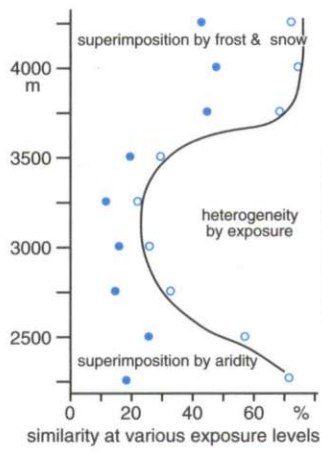 superimposition by frost & snow
4000
m
3500
heterogeneity
by exposure
3000
2500
superimposition by aridity
0 20 40 60 %
similarity at various exposure levels